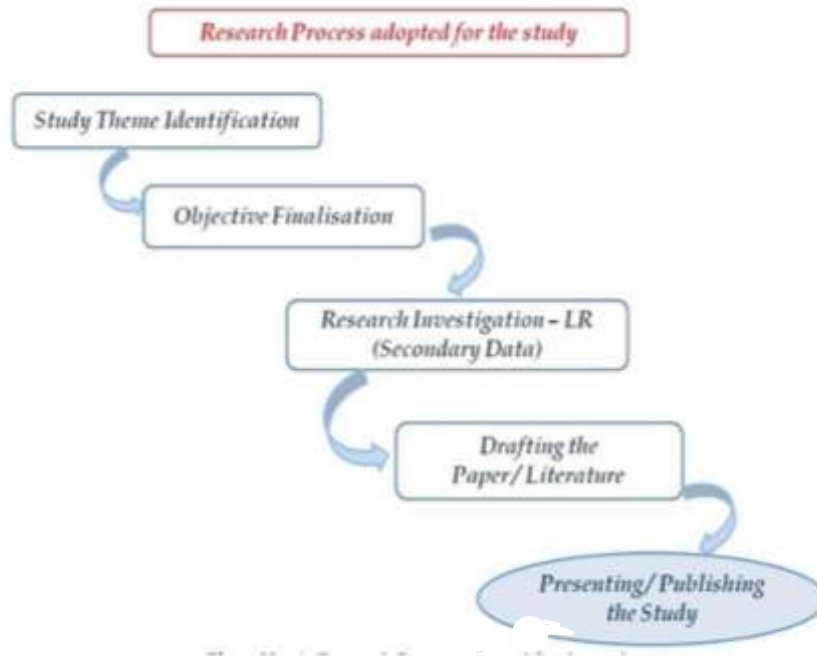 Research Process adopted for the study
Study Theme Identification
Objective Finalisation
Research Investigation – LR
(Secondary Data)
Drafting the
Paper/ Literature
Presenting/ Publishing
the Study